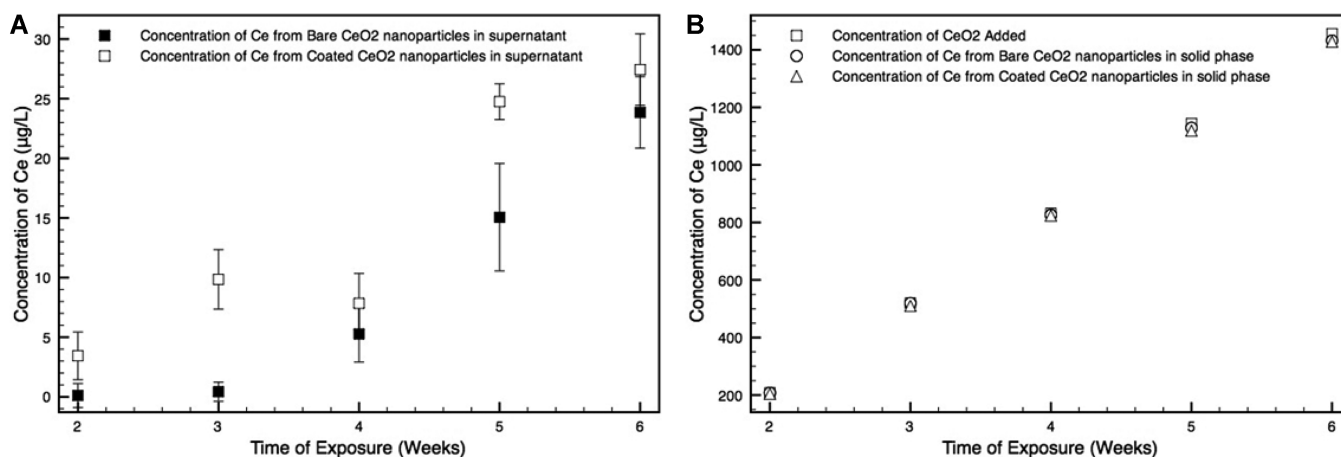 A
Concentration of Ce from Bare CeO2 nanoparticles in supernatant
Concentration of Ce from Coated CeO2 nanoparticles in supernatant
30
25
20
15
10
5
0
Concentration of Ce (µg/L)
2 3 4 5 6
Time of Exposure (Weeks)
B
Concentration of CeO2 Added
Concentration of Ce from Bare CeO2 nanoparticles in solid phase
Concentration of Ce from Coated CeO2 nanoparticles in solid phase
1400
1200
1000
800
600
400
200
Concentration of Ce (µg/L)
2 3 4 5 6
Time of Exposure (Weeks)